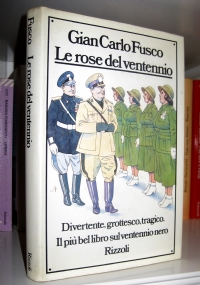 Fusco
Le rose del ventennio
Gian Carlo Fusco
Le rose del ventennio
Divertente, grottesco, tragico.
Il più bel libro sul ventennio nero
Rizzoli